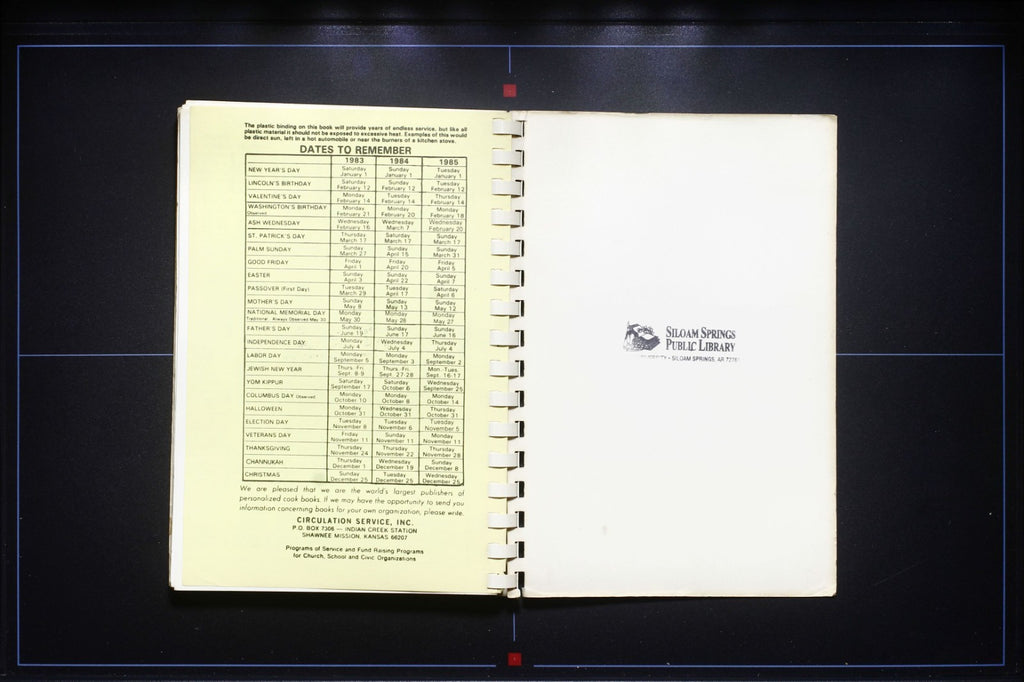 The plastic binding on this book will provide years of endless service, but like all
plastic material it should not be exposed to excessive heat. Examples of this would
be direct sun, left in a hot automobile or near the burners of a kitchen stove.
DATES TO REMEMBER
1983 1984 1985
NEW YEAR'S DAY Saturday January 1 Sunday January 1 Tuesday January 1
LINCOLN'S BIRTHDAY Saturday February 12 Sunday February 12 Tuesday February 12
VALENTINE'S DAY Monday February 14 Tuesday February 14 Thursday February 14
WASHINGTON'S BIRTHDAY Observed Monday February 21 Monday February 20 Monday February 18
ASH WEDNESDAY Wednesday February 16 Wednesday March 7 Wednesday February 20
ST. PATRICK'S DAY Thursday March 17 Saturday March 17 Sunday March 17
PALM SUNDAY Sunday March 27 Sunday April 15 Sunday March 31
GOOD FRIDAY Friday April 1 Friday April 20 Friday April 5
EASTER Sunday April 3 Sunday April 22 Sunday April 7
PASSOVER (First Day) Tuesday March 29 Tuesday April 17 Saturday April 6
MOTHER'S DAY Sunday May 8 Sunday May 13 Sunday May 12
NATIONAL MEMORIAL DAY Traditional - Always Observed May 30 Monday May 30 Monday May 28 Monday May 27
FATHER'S DAY Sunday June 19 Sunday June 17 Sunday June 16
INDEPENDENCE DAY Monday July 4 Wednesday July 4 Thursday July 4
LABOR DAY Monday September 5 Monday September 3 Monday September 2
JEWISH NEW YEAR Thurs.-Fri. Sept. 8-9 Thurs.-Fri. Sept. 27-28 Mon.-Tues. Sept. 16-17
YOM KIPPUR Saturday September 17 Saturday October 6 Wednesday September 25
COLUMBUS DAY Observed Monday October 10 Monday October 8 Monday October 14
HALLOWEEN Monday October 31 Wednesday October 31 Thursday October 31
ELECTION DAY Tuesday November 8 Tuesday November 6 Tuesday November 5
VETERANS DAY Friday November 11 Sunday November 11 Monday November 11
THANKSGIVING Thursday November 24 Thursday November 22 Thursday November 28
CHANNUKAH Thursday December 1 Wednesday December 19 Sunday December 8
CHRISTMAS Sunday December 25 Tuesday December 25 Wednesday December 25
We are pleased that we are the world's largest publishers of
personalized cook books. If we may have the opportunity to send you
information concerning books for your own organization, please write.
CIRCULATION SERVICE, INC.
P.O. BOX 7306 — INDIAN CREEK STATION
SHAWNEE MISSION, KANSAS 66207
Programs of Service and Fund Raising Programs
for Church, School and Civic Organizations
SILOAM SPRINGS
PUBLIC LIBRARY
• SILOAM SPRINGS, AR 72761